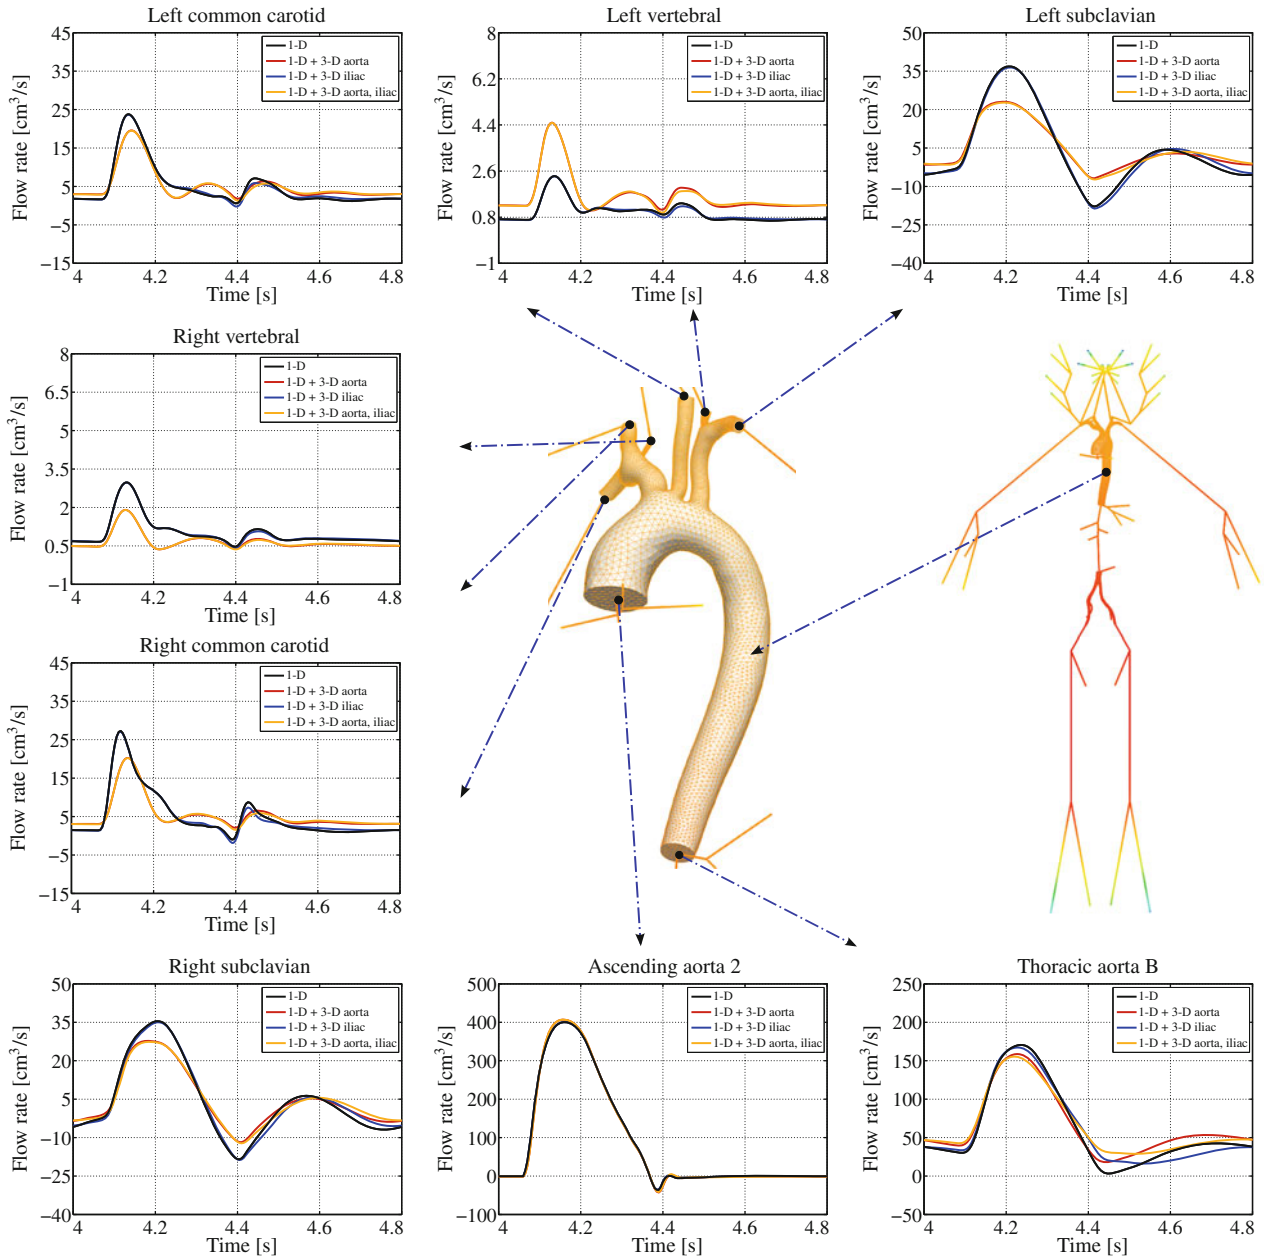 Left common carotid
Flow rate [cm³/s]
45
35
25
15
5
−5
−15
4 4.2 4.4 4.6 4.8
Time [s]
1-D
1-D + 3-D aorta
1-D + 3-D iliac
1-D + 3-D aorta, iliac
Left vertebral
Flow rate [cm³/s]
8
6.2
4.4
2.6
0.8
−1
4 4.2 4.4 4.6 4.8
Time [s]
1-D
1-D + 3-D aorta
1-D + 3-D iliac
1-D + 3-D aorta, iliac
Left subclavian
Flow rate [cm³/s]
50
35
20
5
−10
−25
−40
4 4.2 4.4 4.6 4.8
Time [s]
1-D
1-D + 3-D aorta
1-D + 3-D iliac
1-D + 3-D aorta, iliac
Right vertebral
Flow rate [cm³/s]
8
6.5
5
3.5
2
0.5
−1
4 4.2 4.4 4.6 4.8
Time [s]
1-D
1-D + 3-D aorta
1-D + 3-D iliac
1-D + 3-D aorta, iliac
Right common carotid
Flow rate [cm³/s]
45
35
25
15
5
−5
−15
4 4.2 4.4 4.6 4.8
Time [s]
1-D
1-D + 3-D aorta
1-D + 3-D iliac
1-D + 3-D aorta, iliac
Right subclavian
Flow rate [cm³/s]
50
35
20
5
−10
−25
−40
4 4.2 4.4 4.6 4.8
Time [s]
1-D
1-D + 3-D aorta
1-D + 3-D iliac
1-D + 3-D aorta, iliac
Ascending aorta 2
Flow rate [cm³/s]
500
400
300
200
100
0
−100
4 4.2 4.4 4.6 4.8
Time [s]
1-D
1-D + 3-D aorta
1-D + 3-D iliac
1-D + 3-D aorta, iliac
Thoracic aorta B
Flow rate [cm³/s]
250
200
150
100
50
0
−50
4 4.2 4.4 4.6 4.8
Time [s]
1-D
1-D + 3-D aorta
1-D + 3-D iliac
1-D + 3-D aorta, iliac